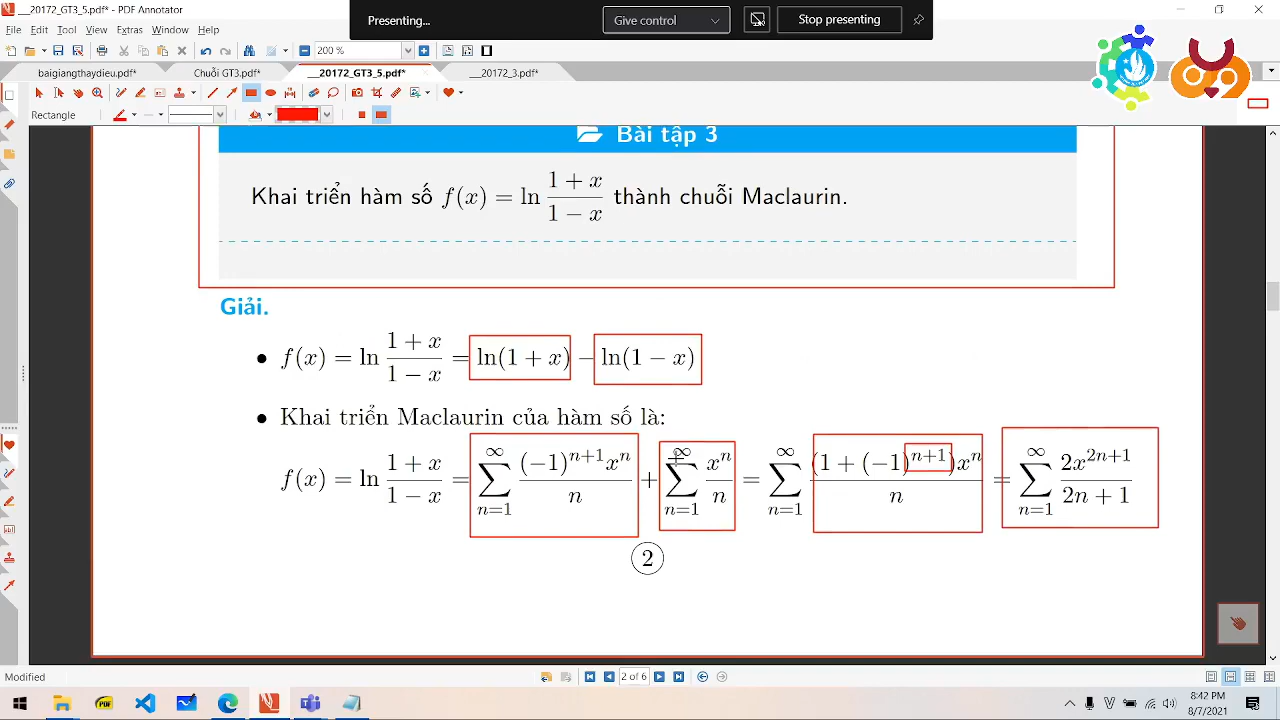 __20172_GT3_5.pdf* - PDF Annotator
Presenting...
Give control
Stop presenting
File Edit View Window Help
200 %
baigiangthaydieu.pdf* Chuỗi GT3.pdf* __20172_GT3_5.pdf* __20172_3.pdf*
Rectangle
Bài tập 3
Khai triển hàm số f(x) = ln (1 + x)/(1 − x) thành chuỗi Maclaurin.
Giải.
• f(x) = ln (1 + x)/(1 − x) = ln(1 + x) − ln(1 − x)
• Khai triển Maclaurin của hàm số là:
f(x) = ln (1 + x)/(1 − x) = ∑_{n=1}^{∞} (−1)^{n+1}x^n/n + ∑_{n=1}^{∞} x^n/n = ∑_{n=1}^{∞} (1 + (−1)^{n+1})x^n/n = ∑_{n=1}^{∞} 2x^{2n+1}/(2n + 1)
2
Modified
2 of 6
8:42 PM
8/7/2021